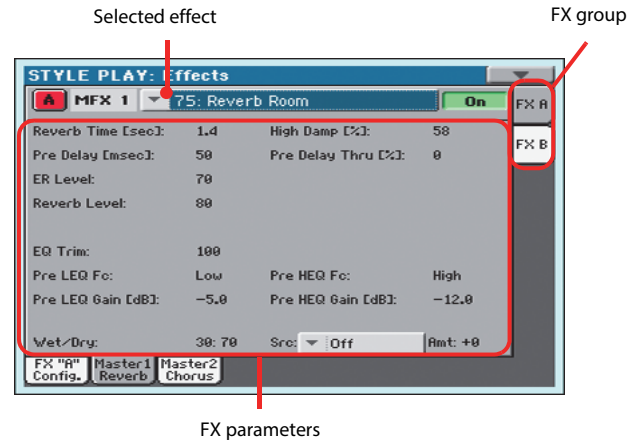 Selected effect
FX group
STYLE PLAY: Effects
A MFX 1 75: Reverb Room On FX A
Reverb Time [sec]: 1.4 High Damp [%]: 58
Pre Delay [msec]: 50 Pre Delay Thru [%]: 0 FX B
ER Level: 70
Reverb Level: 80
EQ Trim: 100
Pre LEQ Fc: Low Pre HEQ Fc: High
Pre LEQ Gain [dB]: -5.0 Pre HEQ Gain [dB]: -12.0
Wet/Dry: 30: 70 Src: Off Amt: +0
FX "A" Master1 Master2
Config. Reverb Chorus
FX parameters